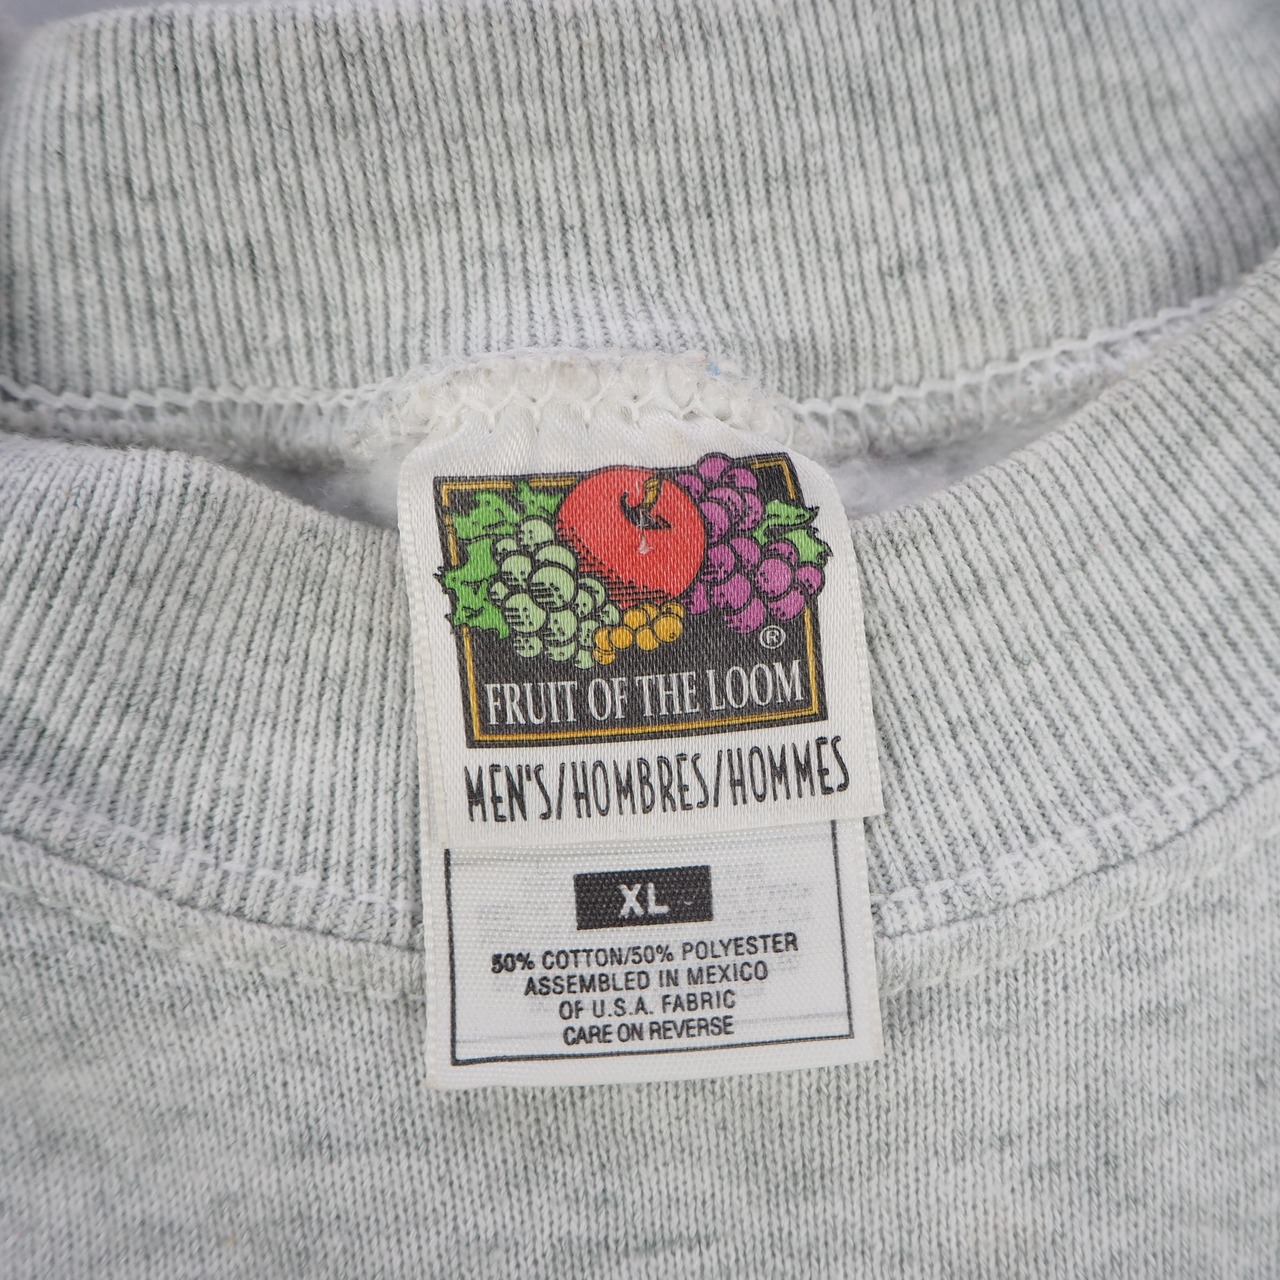 ®
FRUIT OF THE LOOM
MEN'S/HOMBRES/HOMMES
XL
50% COTTON/50% POLYESTER
ASSEMBLED IN MEXICO
OF U.S.A. FABRIC
CARE ON REVERSE